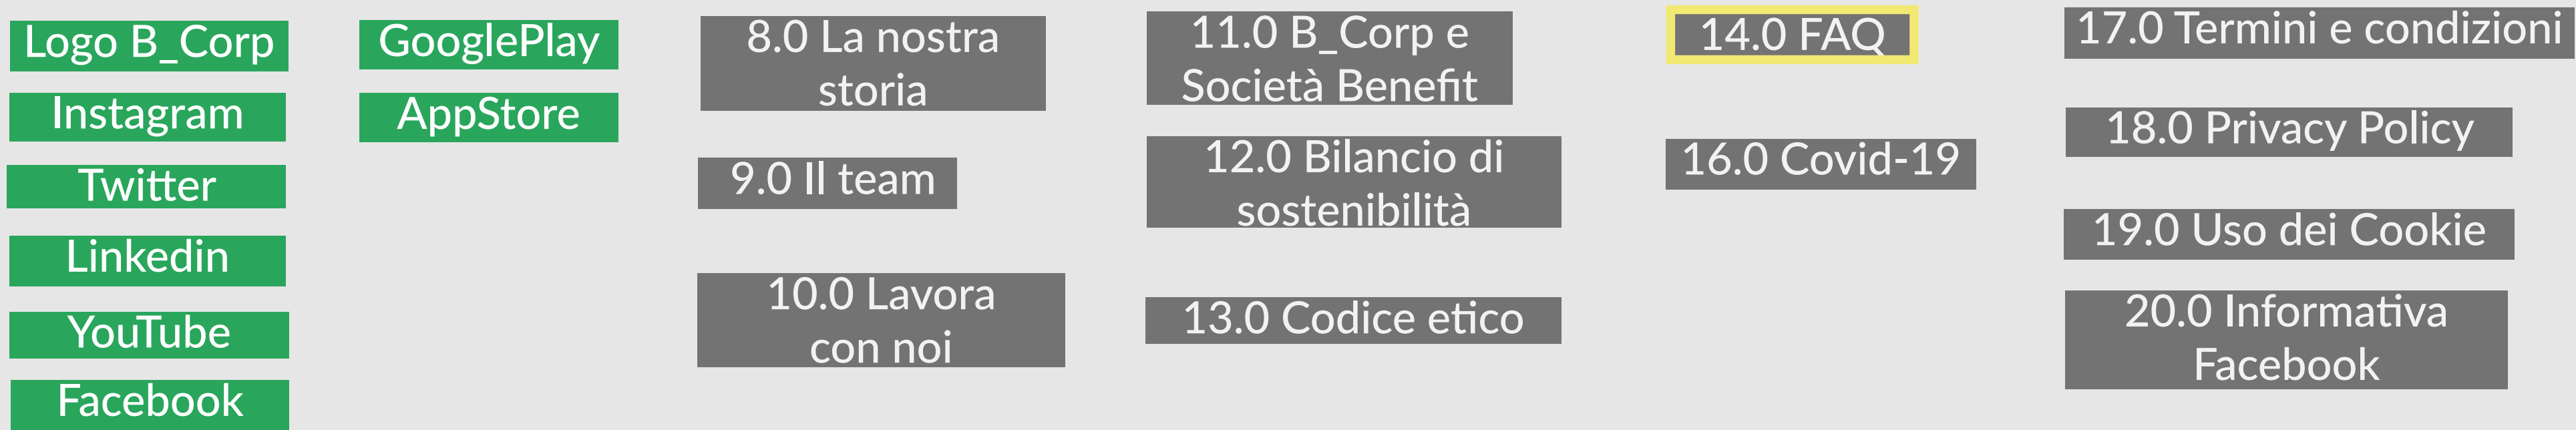 Logo B_Corp
Instagram
Twitter
Linkedin
YouTube
Facebook
GooglePlay
AppStore
8.0 La nostra
storia
9.0 Il team
10.0 Lavora
con noi
11.0 B_Corp e
Società Benefit
12.0 Bilancio di
sostenibilità
13.0 Codice etico
14.0 FAQ
16.0 Covid-19
17.0 Termini e condizioni
18.0 Privacy Policy
19.0 Uso dei Cookie
20.0 Informativa
Facebook